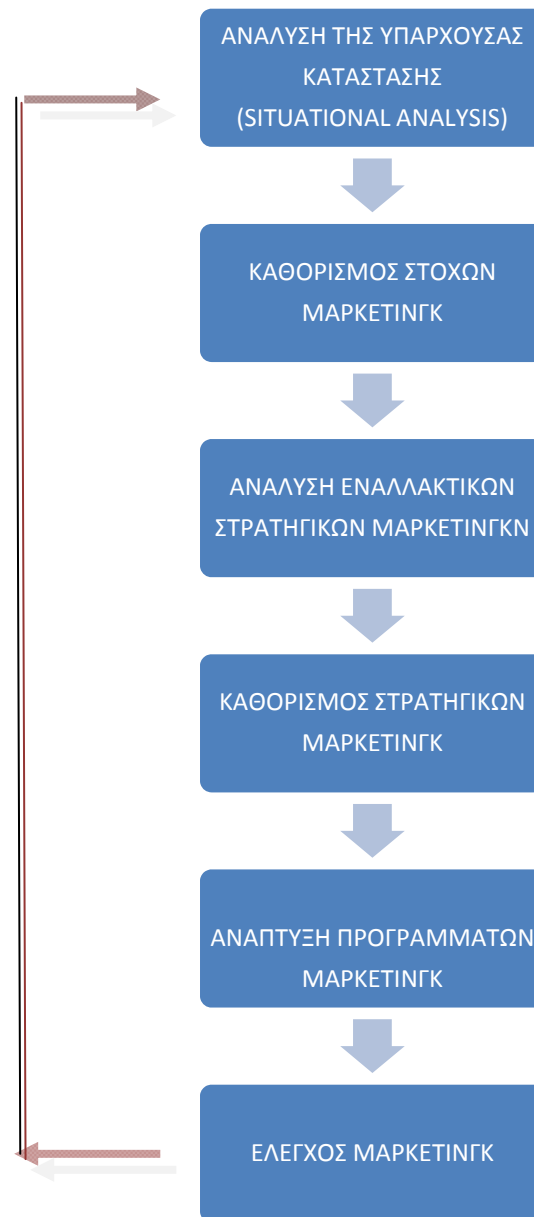 ΑΝΑΛΥΣΗ ΤΗΣ ΥΠΑΡΧΟΥΣΑΣ
ΚΑΤΑΣΤΑΣΗΣ
(SITUATIONAL ANALYSIS)
ΚΑΘΟΡΙΣΜΟΣ ΣΤΟΧΩΝ
ΜΑΡΚΕΤΙΝΓΚ
ΑΝΑΛΥΣΗ ΕΝΑΛΛΑΚΤΙΚΩΝ
ΣΤΡΑΤΗΓΙΚΩΝ ΜΑΡΚΕΤΙΝΓΚΝ
ΚΑΘΟΡΙΣΜΟΣ ΣΤΡΑΤΗΓΙΚΩΝ
ΜΑΡΚΕΤΙΝΓΚ
ΑΝΑΠΤΥΞΗ ΠΡΟΓΡΑΜΜΑΤΩΝ
ΜΑΡΚΕΤΙΝΓΚ
ΕΛΕΓΧΟΣ ΜΑΡΚΕΤΙΝΓΚ